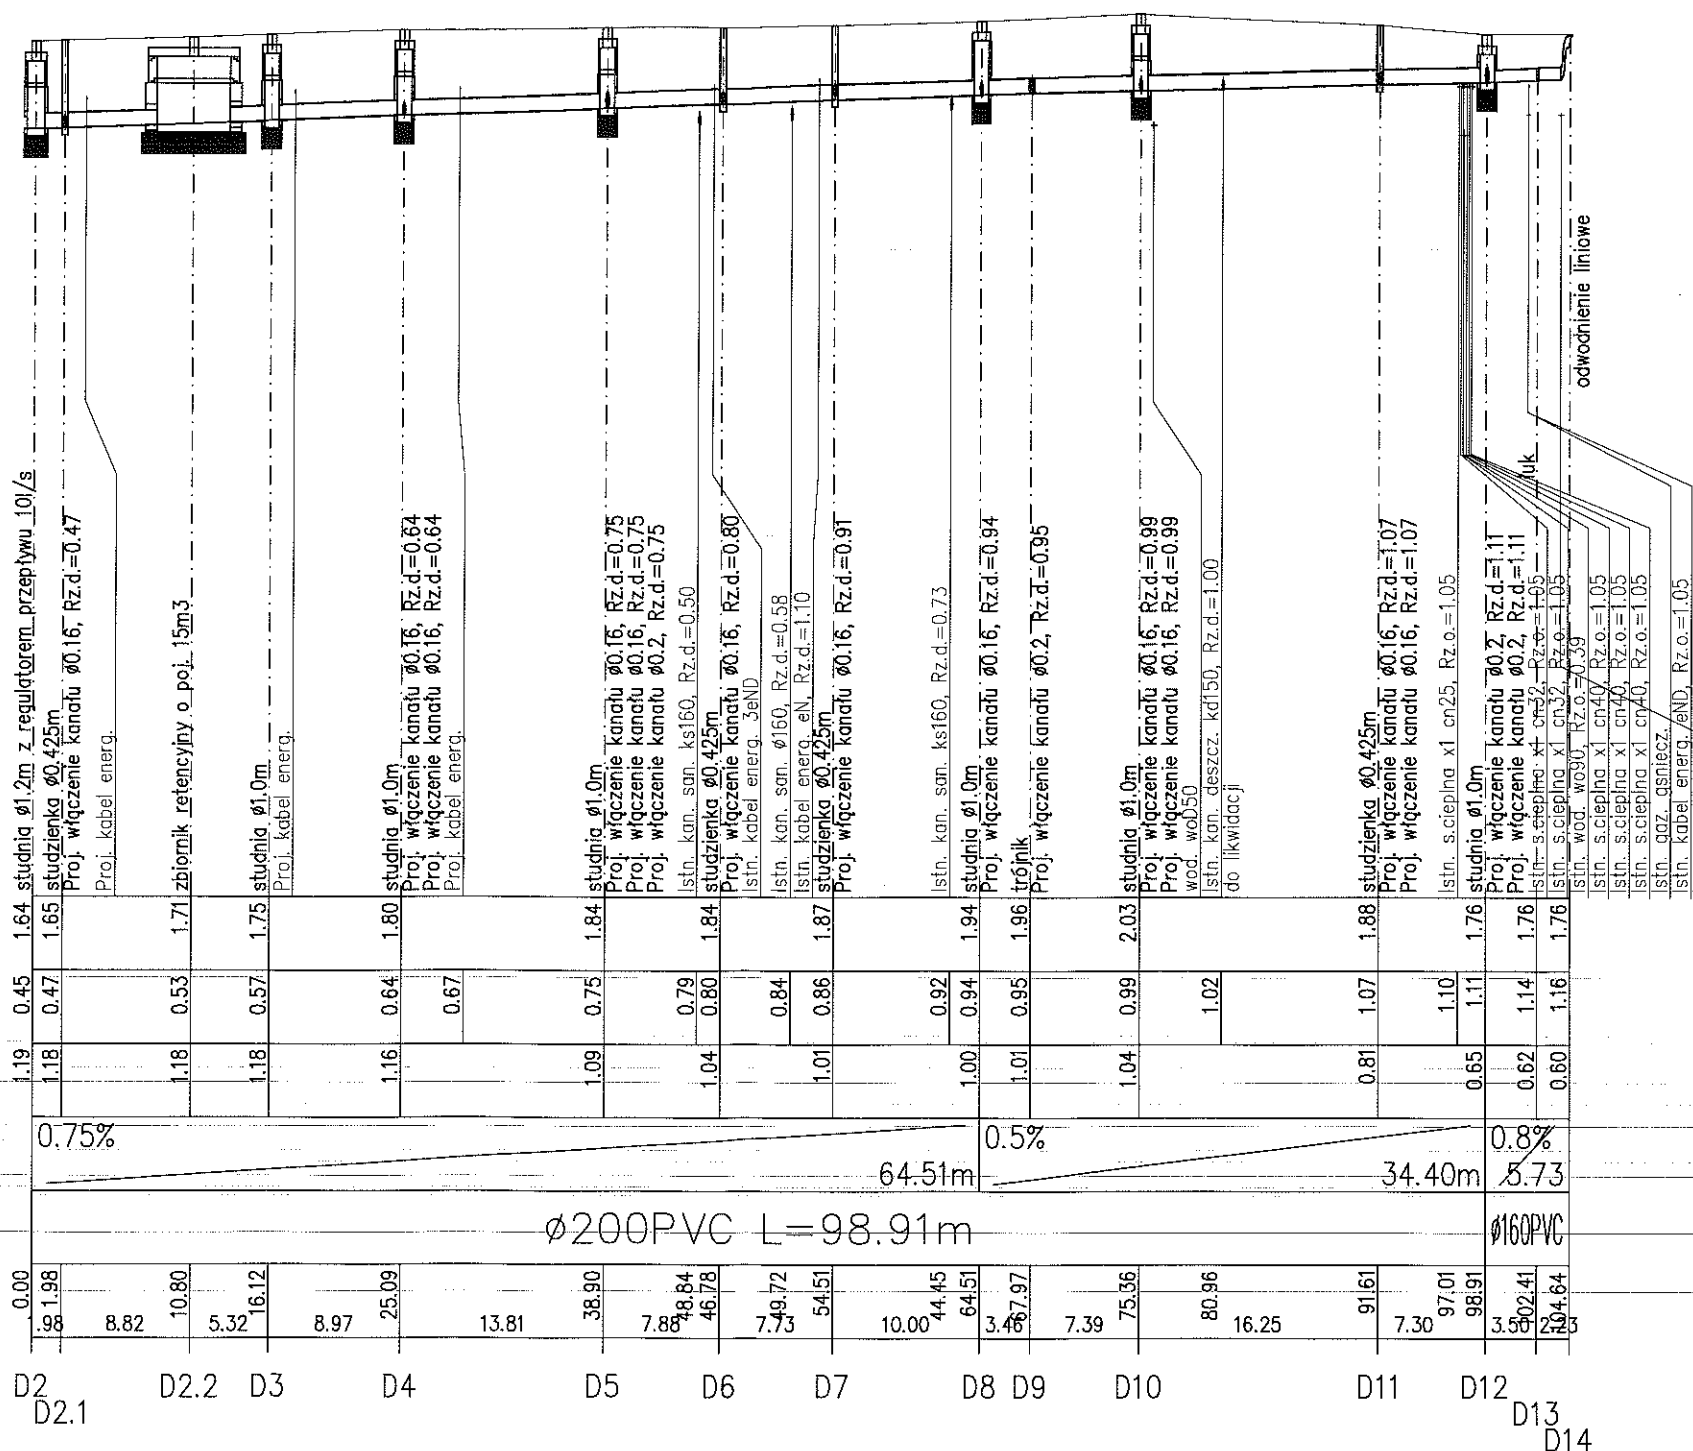 odwodnienie liniowe
łuk
studnia ø1,2m z regulatorem przepływu 10l/s
studzienka ø0.425m
Proj. włączenie kanału ø0.16, Rz.d.=0.47
Proj. kabel energ.
zbiornik retencyjny o poj. 15m3
studnia ø1.0m
Proj. kabel energ.
studnia ø1.0m
Proj. włączenie kanału ø0.16, Rz.d.=0.64
Proj. włączenie kanału ø0.16, Rz.d.=0.64
Proj. kabel energ.
studnia ø1.0m
Proj. włączenie kanału ø0.16, Rz.d.=0.75
Proj. włączenie kanału ø0.16, Rz.d.=0.75
Proj. włączenie kanału ø0.2, Rz.d.=0.75
Istn. kan. san. ks160, Rz.d.=0.50
studzienka ø0.425m
Proj. włączenie kanału ø0.16, Rz.d.=0.80
Istn. kabel energ. 3eND
Istn. kan. san. ø160, Rz.d.=0.58
Istn. kabel energ. eN, Rz.d.=1.10
studzienka ø0.425m
Proj. włączenie kanału ø0.16, Rz.d.=0.91
Istn. kan. san. ks160, Rz.d.=0.73
studnia ø1.0m
Proj. włączenie kanału ø0.16, Rz.d.=0.94
trójnik
Proj. włączenie kanału ø0.2, Rz.d.=0.95
studnia ø1.0m
Proj. włączenie kanału ø0.16, Rz.d.=0.99
Proj. włączenie kanału ø0.16, Rz.d.=0.99
wod. woD50
Istn. kan. deszcz. kd150, Rz.d.=1.00
do likwidacji
studzienka ø0.425m
Proj. włączenie kanału ø0.16, Rz.d.=1.07
Proj. włączenie kanału ø0.16, Rz.d.=1.07
Istn. s.cieplna x1 cn25, Rz.o.=1.05
studnia ø1.0m
Proj. włączenie kanału ø0.2, Rz.d.=1.11
Proj. włączenie kanału ø0.2, Rz.d.=1.11
Istn. s.cieplna x1 cn32, Rz.o.=1.05
Istn. s.cieplna x1 cn32, Rz.o.=1.05
Istn. wod. wo90, Rz.o.=0.39
Istn. s.cieplna x1 cn40, Rz.o.=1.05
Istn. s.cieplna x1 cn40, Rz.o.=1.05
Istn. s.cieplna x1 cn40, Rz.o.=1.05
Istn. gaz. gsniecz.
Istn. kabel energ.7eND, Rz.o.=1.05
1.64 1.65 1.71 1.75 1.80 1.84 1.84 1.87 1.94 1.96 2.03 1.88 1.76 1.76 1.76
0.45 0.47 0.53 0.57 0.64 0.67 0.75 0.79 0.80 0.84 0.86 0.92 0.94 0.95 0.99 1.02 1.07 1.10 1.11 1.14 1.16
1.19 1.18 1.18 1.18 1.16 1.09 1.04 1.01 1.00 1.01 1.04 0.81 0.65 0.62 0.60
0.75% 0.5% 0.8%
64.51m 34.40m 5.73
ø200PVC L=98.91m ø160PVC
0.00 1.98 10.80 16.12 25.09 38.90 48.84 46.78 49.72 54.51 44.45 64.51 67.97 75.36 80.96 91.61 97.01 98.91 102.41 104.64
1.98 8.82 5.32 8.97 13.81 7.88 7.73 10.00 3.46 7.39 16.25 7.30 3.50 2.23
D2 D2.2 D3 D4 D5 D6 D7 D8 D9 D10 D11 D12
D2.1 D13
D14